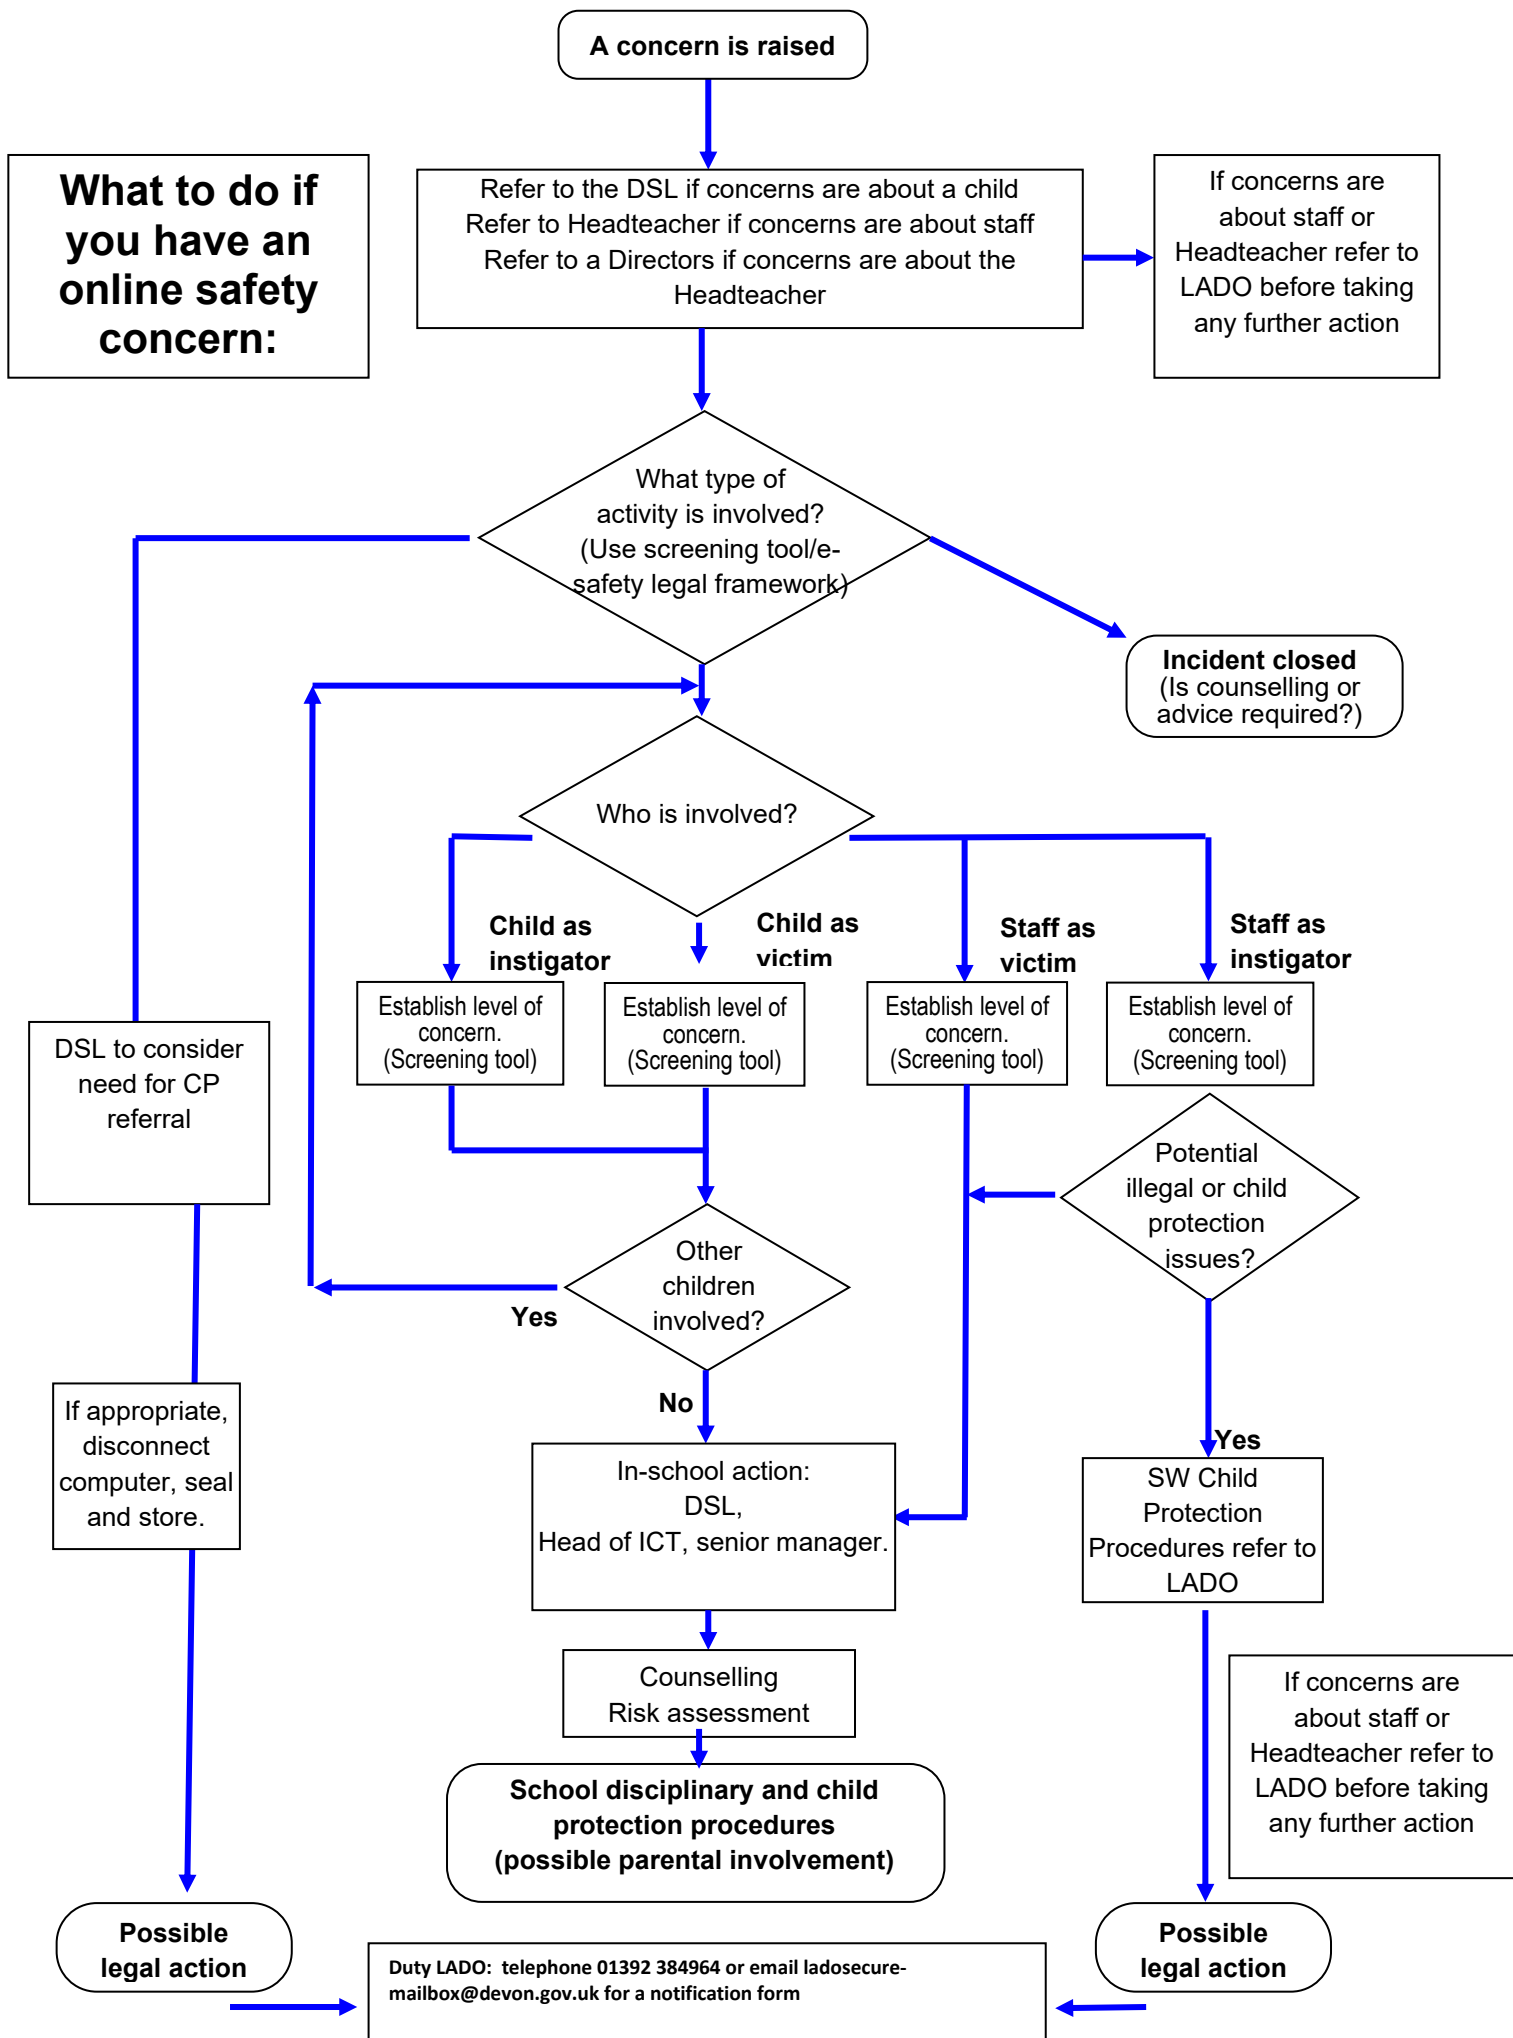 A concern is raised
What to do if
you have an
online safety
concern:
Refer to the DSL if concerns are about a child
Refer to Headteacher if concerns are about staff
Refer to a Directors if concerns are about the
Headteacher
If concerns are
about staff or
Headteacher refer to
LADO before taking
any further action
What type of
activity is involved?
(Use screening tool/e-
safety legal framework)
Incident closed
(Is counselling or
advice required?)
Who is involved?
Child as
instigator
Child as
victim
Staff as
victim
Staff as
instigator
Establish level of
concern.
(Screening tool)
Establish level of
concern.
(Screening tool)
Establish level of
concern.
(Screening tool)
Establish level of
concern.
(Screening tool)
DSL to consider
need for CP
referral
Potential
illegal or child
protection
issues?
Other
children
involved?
Yes
No
If appropriate,
disconnect
computer, seal
and store.
In-school action:
DSL,
Head of ICT, senior manager.
Yes
SW Child
Protection
Procedures refer to
LADO
Counselling
Risk assessment
If concerns are
about staff or
Headteacher refer to
LADO before taking
any further action
School disciplinary and child
protection procedures
(possible parental involvement)
Possible
legal action
Possible
legal action
Duty LADO:  telephone 01392 384964 or email ladosecure-
mailbox@devon.gov.uk for a notification form